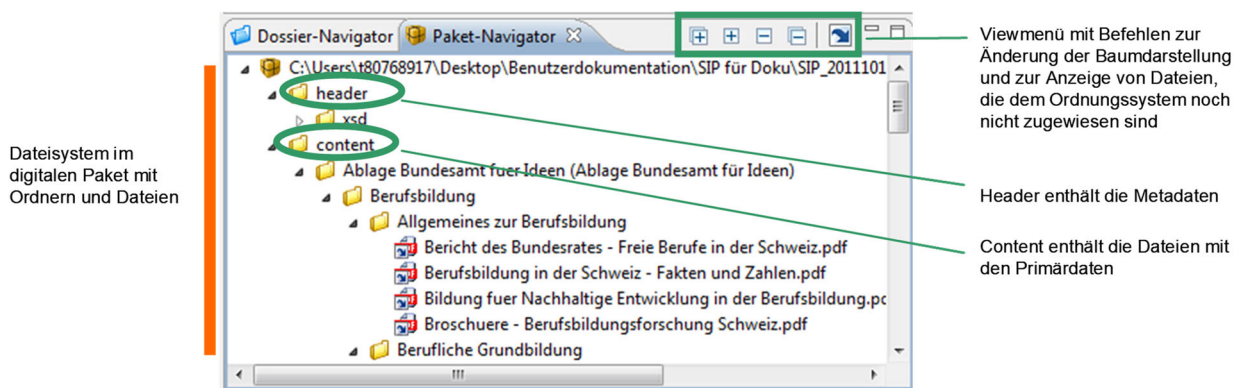 Dossier-Navigator Paket-Navigator
C:\Users\t80768917\Desktop\Benutzerdokumentation\SIP für Doku\SIP_2011101
header
xsd
content
Ablage Bundesamt fuer Ideen (Ablage Bundesamt für Ideen)
Berufsbildung
Allgemeines zur Berufsbildung
Bericht des Bundesrates - Freie Berufe in der Schweiz.pdf
Berufsbildung in der Schweiz - Fakten und Zahlen.pdf
Bildung fuer Nachhaltige Entwicklung in der Berufsbildung.pd
Broschuere - Berufsbildungsforschung Schweiz.pdf
Berufliche Grundbildung
Dateisystem im
digitalen Paket mit
Ordnern und Dateien
Viewmenü mit Befehlen zur
Änderung der Baumdarstellung
und zur Anzeige von Dateien,
die dem Ordnungssystem noch
nicht zugewiesen sind
Header enthält die Metadaten
Content enthält die Dateien mit
den Primärdaten